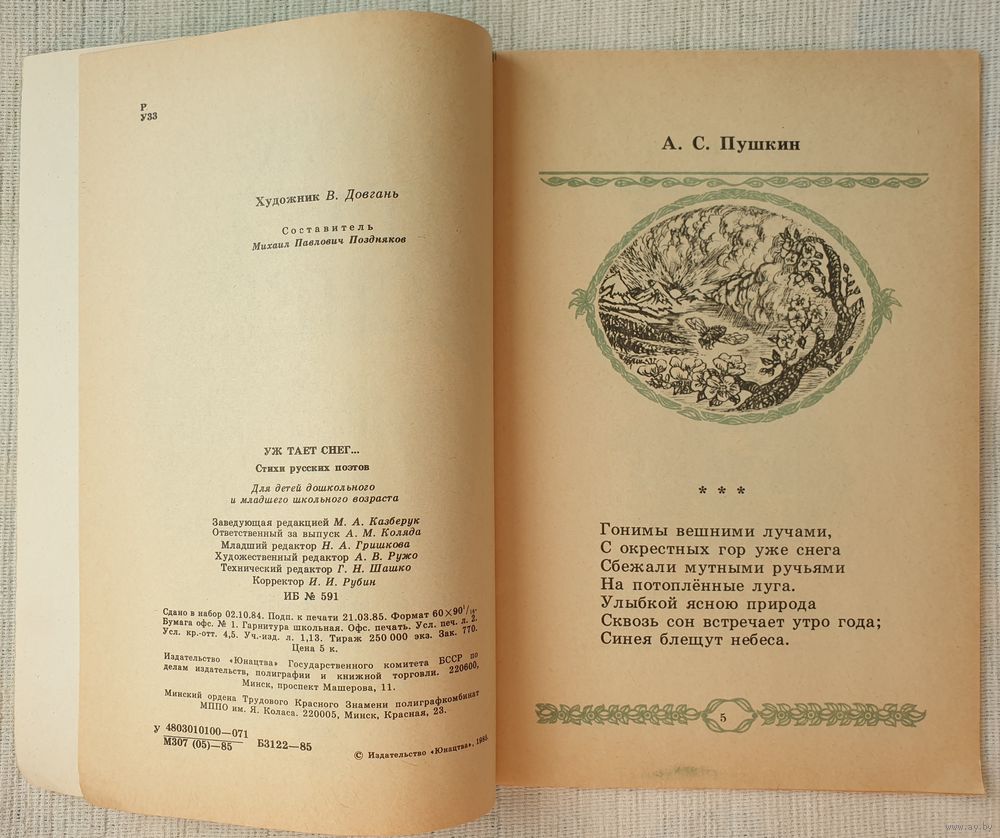 Р
У33
Художник В. Довгань
Составитель
Михаил Павлович Поздняков
УЖ ТАЕТ СНЕГ...
Стихи русских поэтов
Для детей дошкольного
и младшего школьного возраста
Заведующая редакцией М. А. Казберук
Ответственный за выпуск А. М. Коляда
Младший редактор Н. А. Гришкова
Художественный редактор А. В. Ружо
Технический редактор Г. Н. Шашко
Корректор И. И. Рубин
ИБ № 591
Сдано в набор 02.10.84. Подп. к печати 21.03.85. Формат 60×90¹/₁₆.
Бумага офс. № 1. Гарнитура школьная. Офс. печать. Усл. печ. л. 2.
Усл. кр.-отт. 4,5. Уч.-изд. л. 1,13. Тираж 250 000 экз. Зак. 770.
Цена 5 к.
Издательство «Юнацтва» Государственного комитета БССР по
делам издательств, полиграфии и книжной торговли. 220600,
Минск, проспект Машерова, 11.
Минский ордена Трудового Красного Знамени полиграфкомбинат
МППО им. Я. Коласа. 220005, Минск, Красная, 23.
У 4803010100—071
М307 (05)—85 Б3122—85
© Издательство «Юнацтва», 1985.
А. С. Пушкин
* * *
Гонимы вешними лучами,
С окрестных гор уже снега
Сбежали мутными ручьями
На потоплённые луга.
Улыбкой ясною природа
Сквозь сон встречает утро года;
Синея блещут небеса.
5
www.ay.by